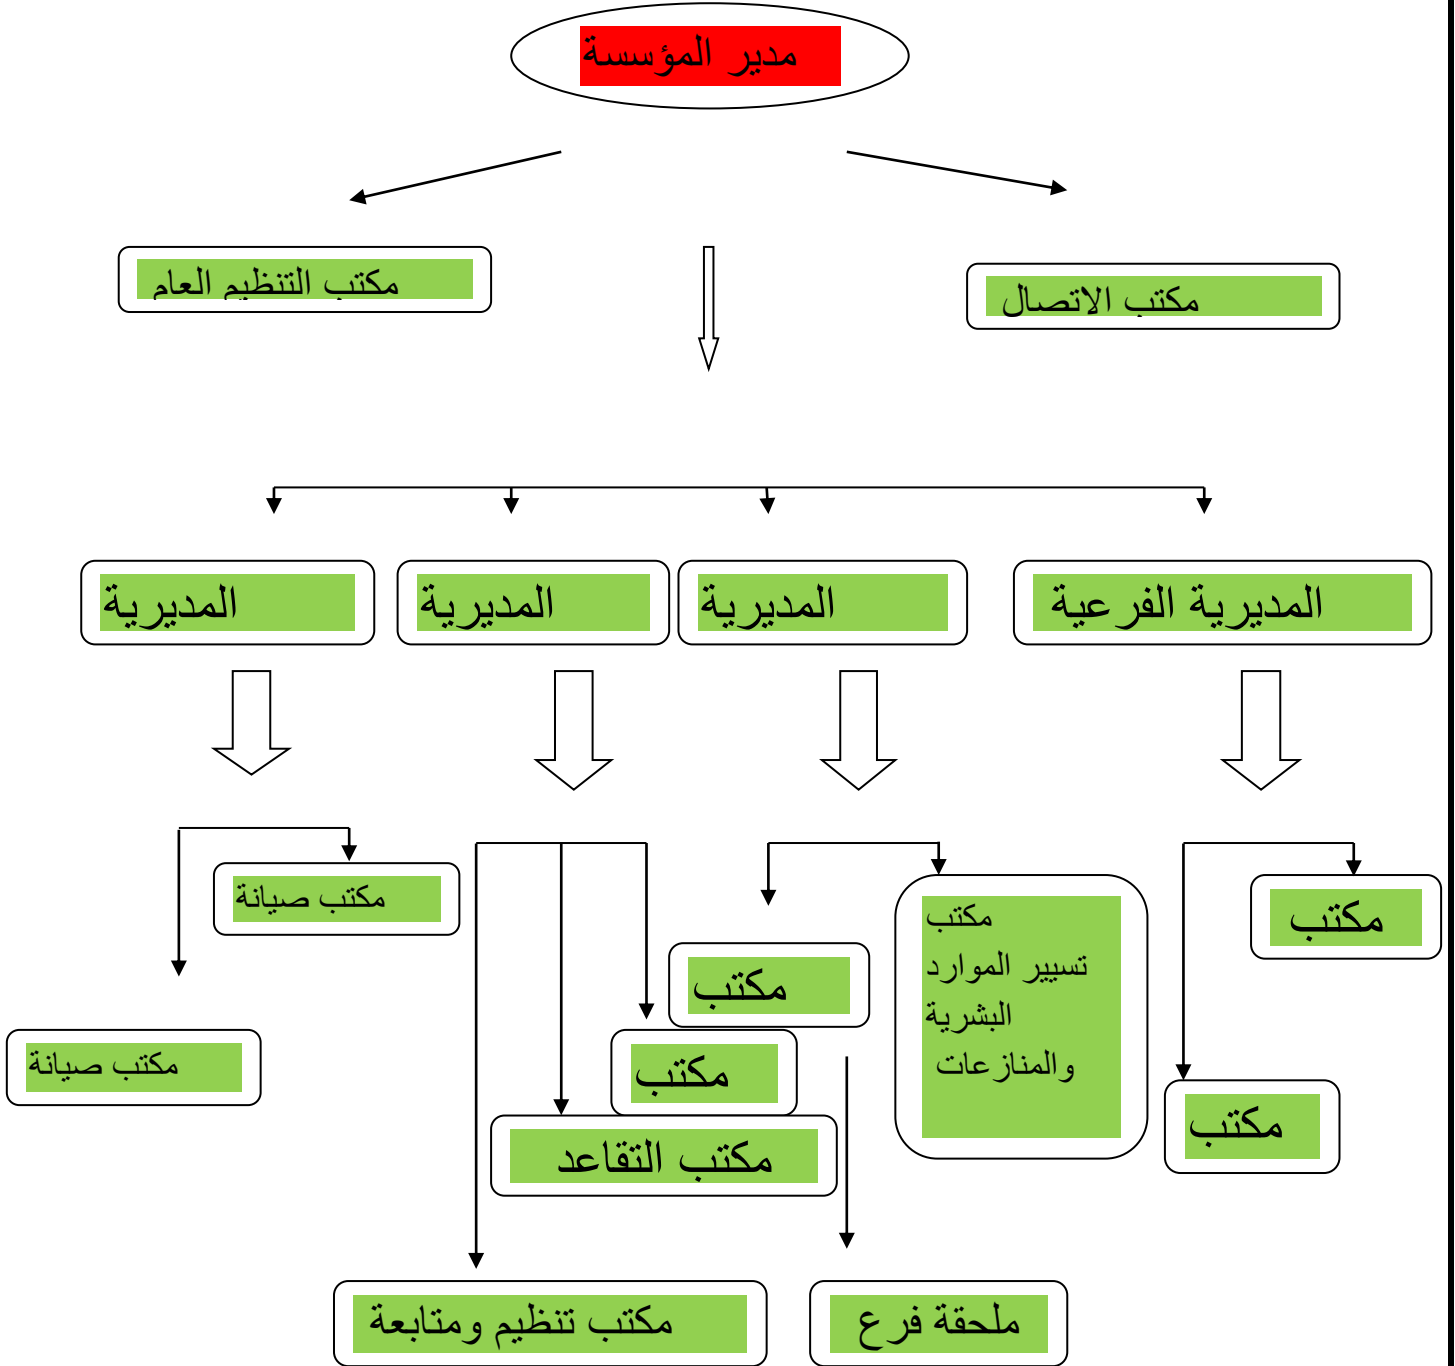 مدير المؤسسة
مكتب الاتصال
مكتب التنظيم العام
المديرية الفرعية
المديرية
المديرية
المديرية
مكتب
مكتب صيانة
مكتب
تسيير الموارد
البشرية
والمنازعات
مكتب
مكتب
مكتب
مكتب صيانة
مكتب التقاعد
ملحقة فرع
مكتب تنظيم ومتابعة